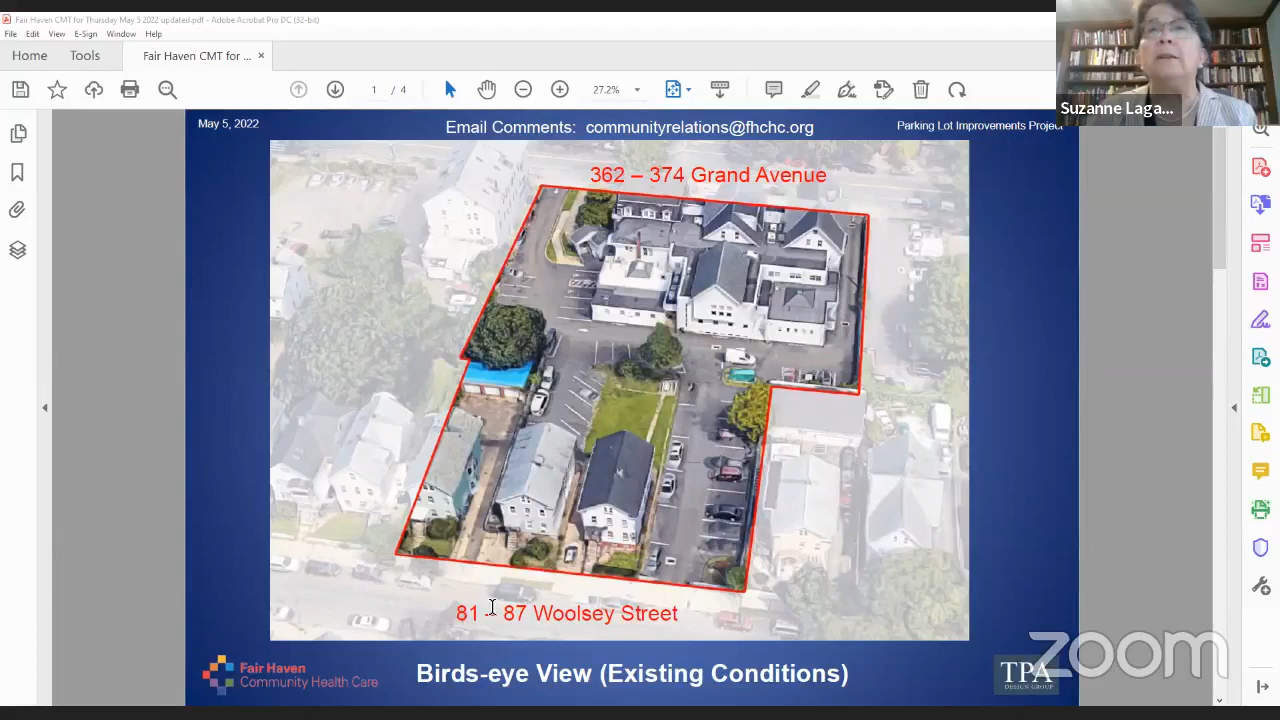 Fair Haven CMT for Thursday May 5 2022 updated.pdf - Adobe Acrobat Pro DC (32-bit)
File Edit View E-Sign Window Help
Home Tools Fair Haven CMT for ... ×
1 / 4 27.2%
Suzanne Laga...
May 5, 2022
Email Comments: communityrelations@fhchc.org
Parking Lot Improvements Project
362 – 374 Grand Avenue
81 – 87 Woolsey Street
Fair Haven
Community Health Care
Birds-eye View (Existing Conditions)
TPA
DESIGN GROUP
zoom